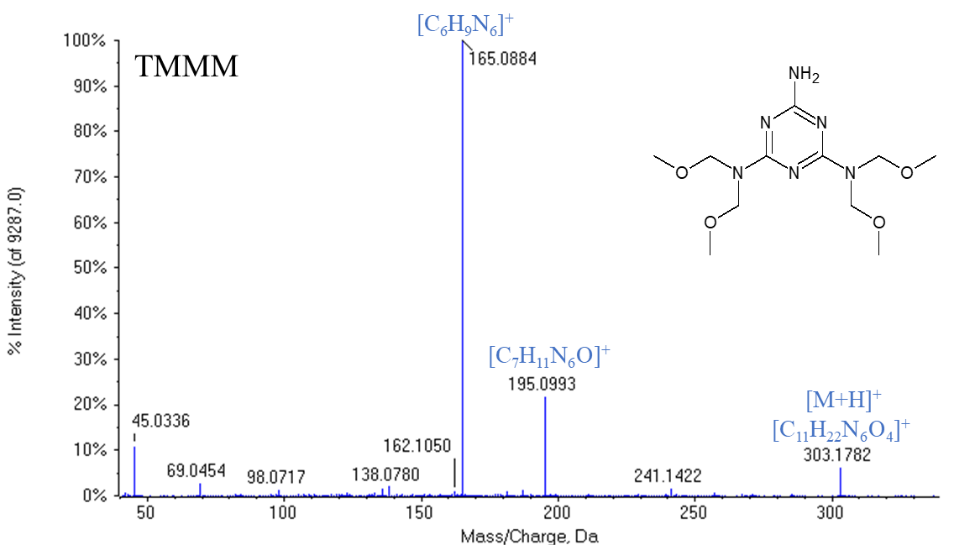 [C₆H₉N₆]⁺
100%
165.0884
TMMM
90%
80%
70%
60%
50%
40%
30%
20%
10%
0%
% Intensity (of 9287.0)
NH₂
N
N
N
N
N
O
O
O
O
[C₇H₁₁N₆O]⁺
195.0993
[M+H]⁺
[C₁₁H₂₂N₆O₄]⁺
303.1782
45.0336
69.0454
98.0717
138.0780
162.1050
241.1422
50
100
150
200
250
300
Mass/Charge, Da